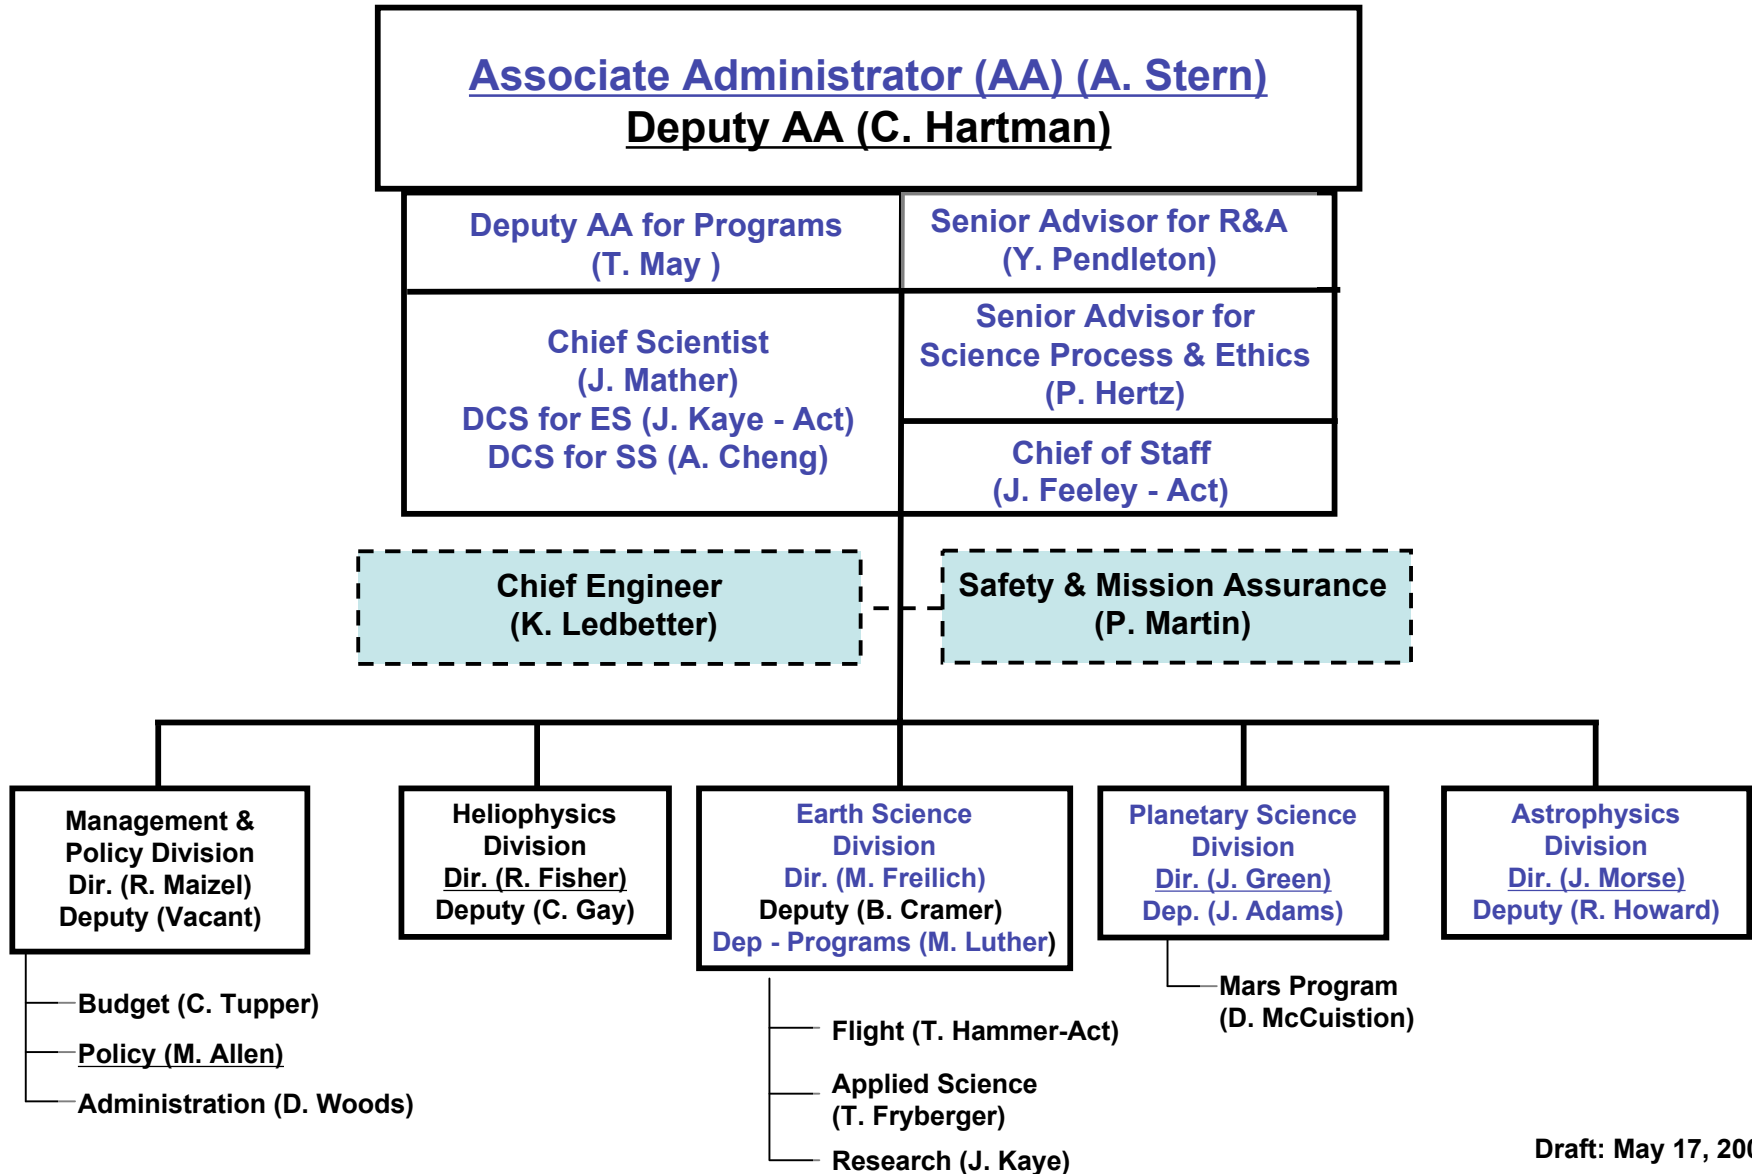 Associate Administrator (AA) (A. Stern)
Deputy AA (C. Hartman)
Deputy AA for Programs
(T. May )
Senior Advisor for R&A
(Y. Pendleton)
Chief Scientist
(J. Mather)
DCS for ES (J. Kaye - Act)
DCS for SS (A. Cheng)
Senior Advisor for
Science Process & Ethics
(P. Hertz)
Chief of Staff
(J. Feeley - Act)
Chief Engineer
(K. Ledbetter)
Safety & Mission Assurance
(P. Martin)
Management &
Policy Division
Dir. (R. Maizel)
Deputy (Vacant)
Budget (C. Tupper)
Policy (M. Allen)
Administration (D. Woods)
Heliophysics
Division
Dir. (R. Fisher)
Deputy (C. Gay)
Earth Science
Division
Dir. (M. Freilich)
Deputy (B. Cramer)
Dep - Programs (M. Luther)
Flight (T. Hammer-Act)
Applied Science
(T. Fryberger)
Research (J. Kaye)
Planetary Science
Division
Dir. (J. Green)
Dep. (J. Adams)
Mars Program
(D. McCuistion)
Astrophysics
Division
Dir. (J. Morse)
Deputy (R. Howard)
Draft: May 17,